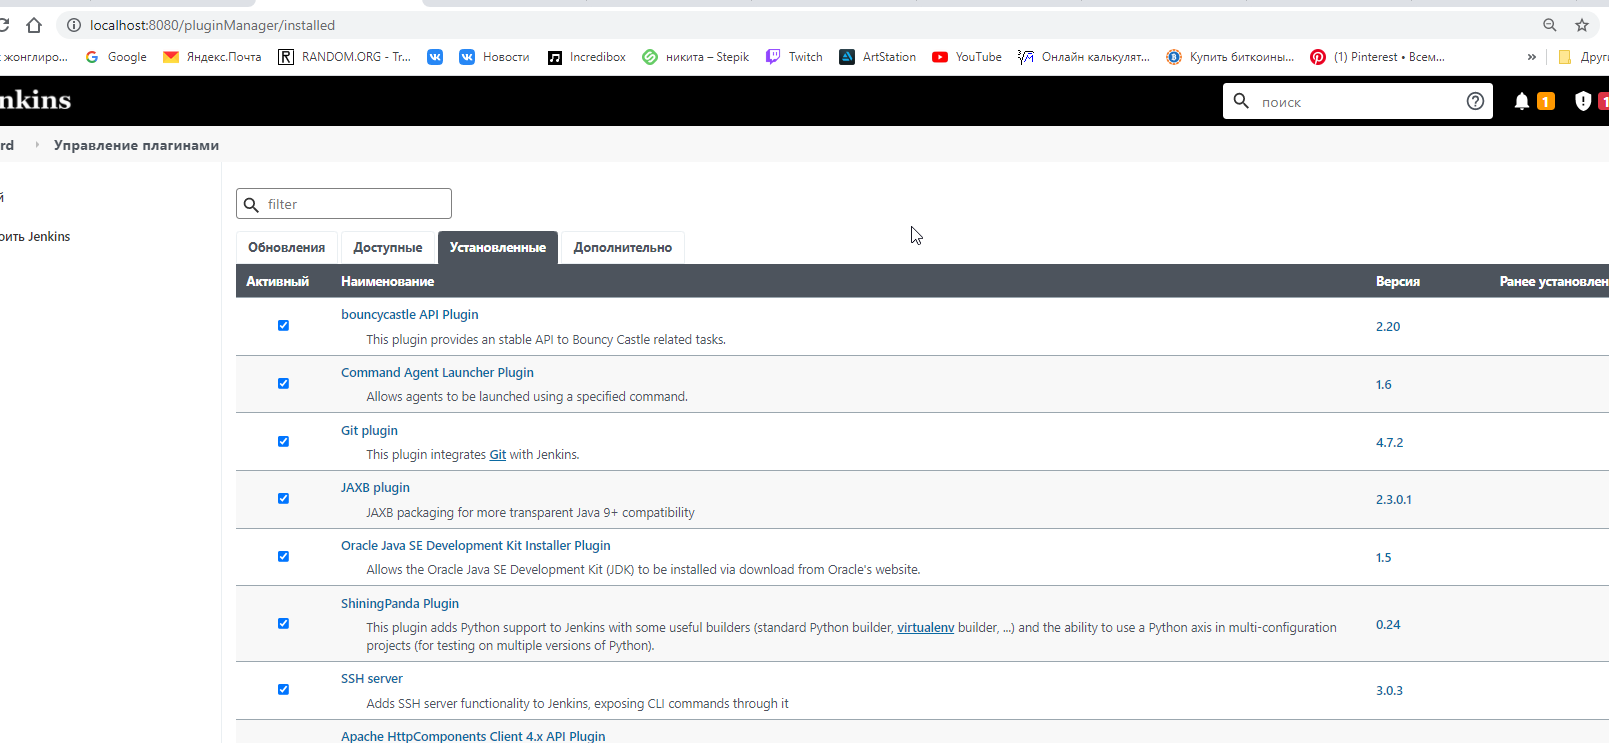 localhost:8080/pluginManager/installed
жонглиро... Google Яндекс.Почта RANDOM.ORG - Tr... Новости Incredibox никита – Stepik Twitch ArtStation YouTube Онлайн калькулят... Купить биткоины... (1) Pinterest • Всем... » Други
nkins
поиск
1
1
rd
Управление плагинами
й
оить Jenkins
filter
Обновления Доступные Установленные Дополнительно
Активный Наименование Версия Ранее установлен
bouncycastle API Plugin
This plugin provides an stable API to Bouncy Castle related tasks.
2.20
Command Agent Launcher Plugin
Allows agents to be launched using a specified command.
1.6
Git plugin
This plugin integrates Git with Jenkins.
4.7.2
JAXB plugin
JAXB packaging for more transparent Java 9+ compatibility
2.3.0.1
Oracle Java SE Development Kit Installer Plugin
Allows the Oracle Java SE Development Kit (JDK) to be installed via download from Oracle's website.
1.5
ShiningPanda Plugin
This plugin adds Python support to Jenkins with some useful builders (standard Python builder, virtualenv builder, ...) and the ability to use a Python axis in multi-configuration
projects (for testing on multiple versions of Python).
0.24
SSH server
Adds SSH server functionality to Jenkins, exposing CLI commands through it
3.0.3
Apache HttpComponents Client 4.x API Plugin